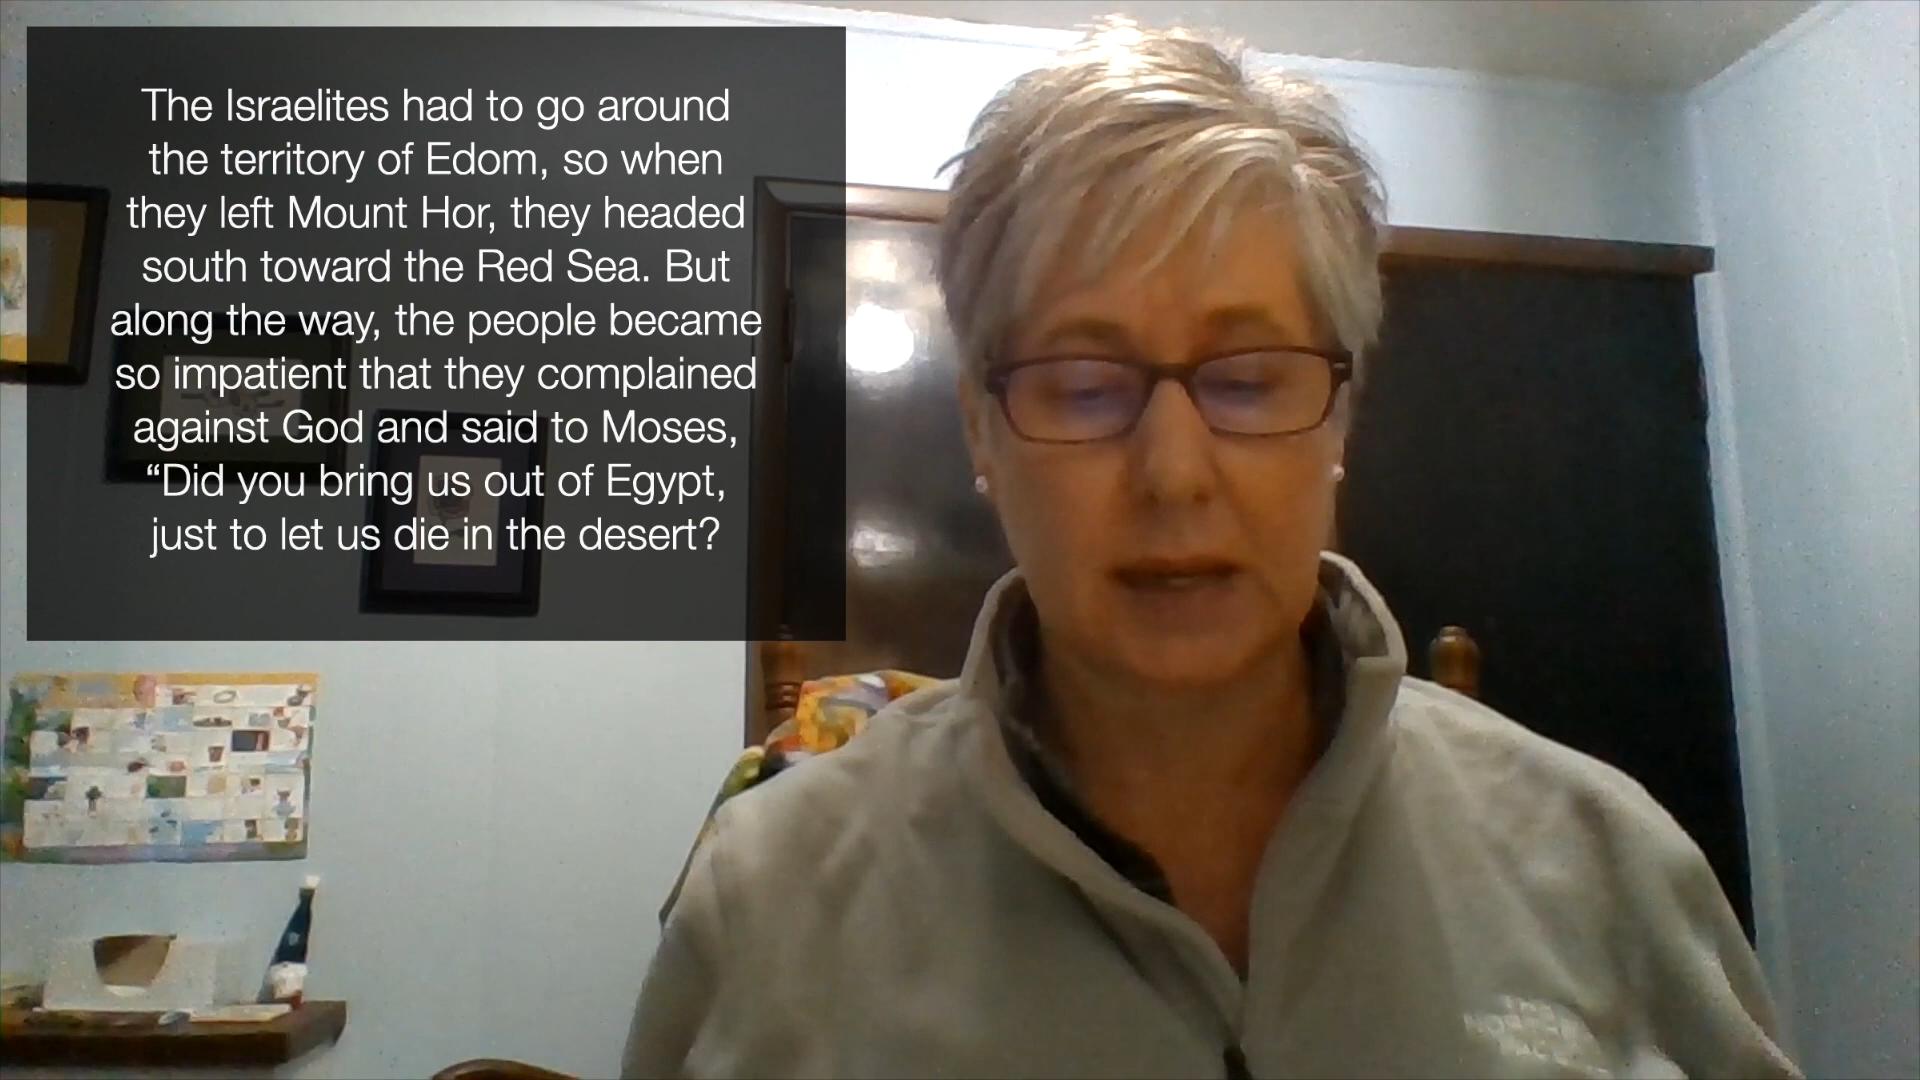 The Israelites had to go around
the territory of Edom, so when
they left Mount Hor, they headed
south toward the Red Sea. But
along the way, the people became
so impatient that they complained
against God and said to Moses,
“Did you bring us out of Egypt,
just to let us die in the desert?